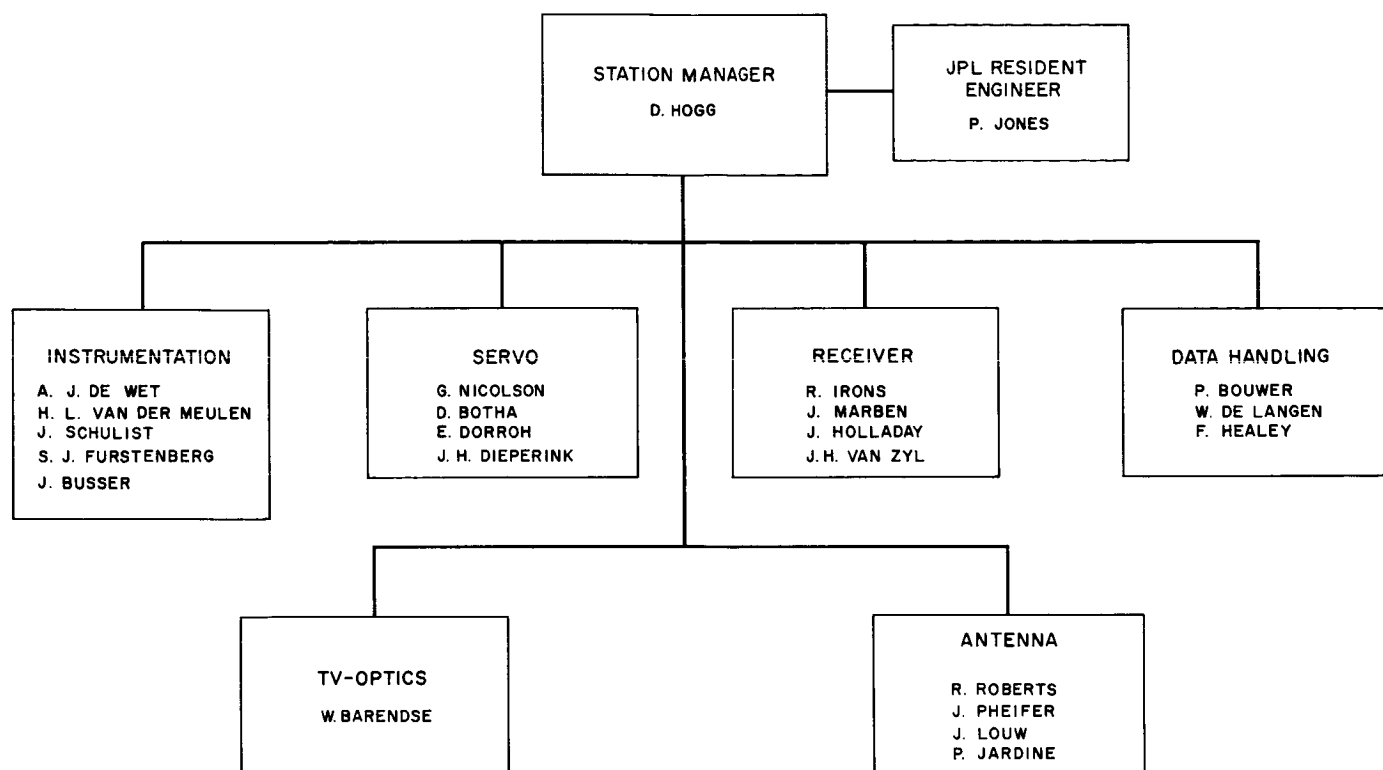 STATION MANAGER
D. HOGG
JPL RESIDENT
ENGINEER
P. JONES
INSTRUMENTATION
A. J. DE WET
H. L. VAN DER MEULEN
J. SCHULIST
S. J. FURSTENBERG
J. BUSSER
SERVO
G. NICOLSON
D. BOTHA
E. DORROH
J. H. DIEPERINK
RECEIVER
R. IRONS
J. MARBEN
J. HOLLADAY
J. H. VAN ZYL
DATA HANDLING
P. BOUWER
W. DE LANGEN
F. HEALEY
TV-OPTICS
W. BARENDSE
ANTENNA
R. ROBERTS
J. PHEIFER
J. LOUW
P. JARDINE